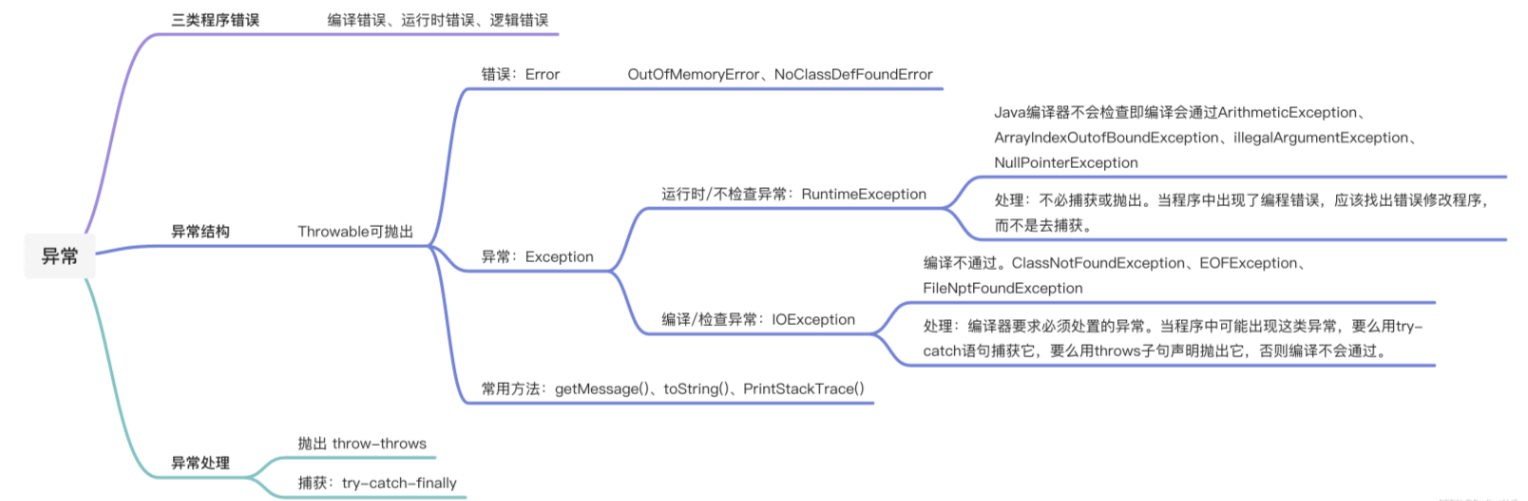 三类程序错误
编译错误、运行时错误、逻辑错误
错误：Error
OutOfMemoryError、NoClassDefFoundError
Java编译器不会检查即编译会通过ArithmeticException、
ArrayIndexOutofBoundException、illegalArgumentException、
NullPointerException
运行时/不检查异常：RuntimeException
处理：不必捕获或抛出。当程序中出现了编程错误，应该找出错误修改程序，
而不是去捕获。
异常结构
Throwable可抛出
异常
异常：Exception
编译不通过。ClassNotFoundException、EOFException、
FileNptFoundException
编译/检查异常：IOException
处理：编译器要求必须处置的异常。当程序中可能出现这类异常，要么用try-
catch语句捕获它，要么用throws子句声明抛出它，否则编译不会通过。
常用方法：getMessage()、toString()、PrintStackTrace()
抛出 throw-throws
异常处理
捕获：try-catch-finally